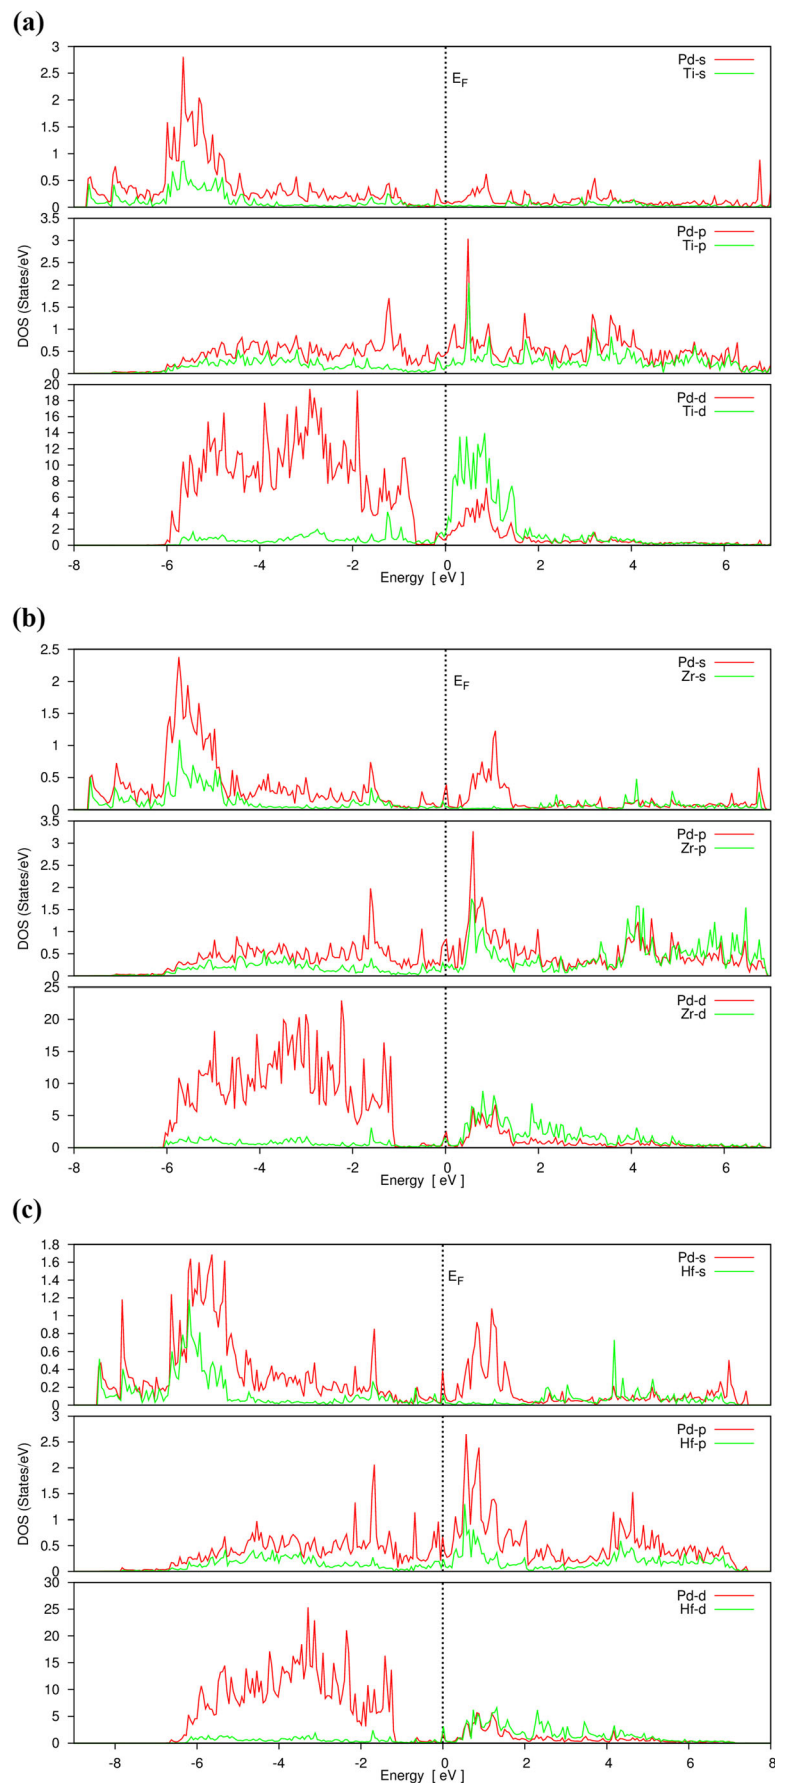 (a)
3
2.5
2
1.5
1
0.5
0
E_F
Pd-s
Ti-s
DOS (States/eV)
3.5
3
2.5
2
1.5
1
0.5
0
Pd-p
Ti-p
20
18
16
14
12
10
8
6
4
2
0
Pd-d
Ti-d
-8 -6 -4 -2 0 2 4 6
Energy [ eV]
(b)
2.5
2
1.5
1
0.5
0
E_F
Pd-s
Zr-s
DOS (States/eV)
3.5
3
2.5
2
1.5
1
0.5
0
Pd-p
Zr-p
25
20
15
10
5
0
Pd-d
Zr-d
-8 -6 -4 -2 0 2 4 6
Energy [ eV]
(c)
1.8
1.6
1.4
1.2
1
0.8
0.6
0.4
0.2
0
E_F
Pd-s
Hf-s
DOS (States/eV)
3
2.5
2
1.5
1
0.5
0
Pd-p
Hf-p
30
25
20
15
10
5
0
Pd-d
Hf-d
-8 -6 -4 -2 0 2 4 6 8
Energy [ eV]